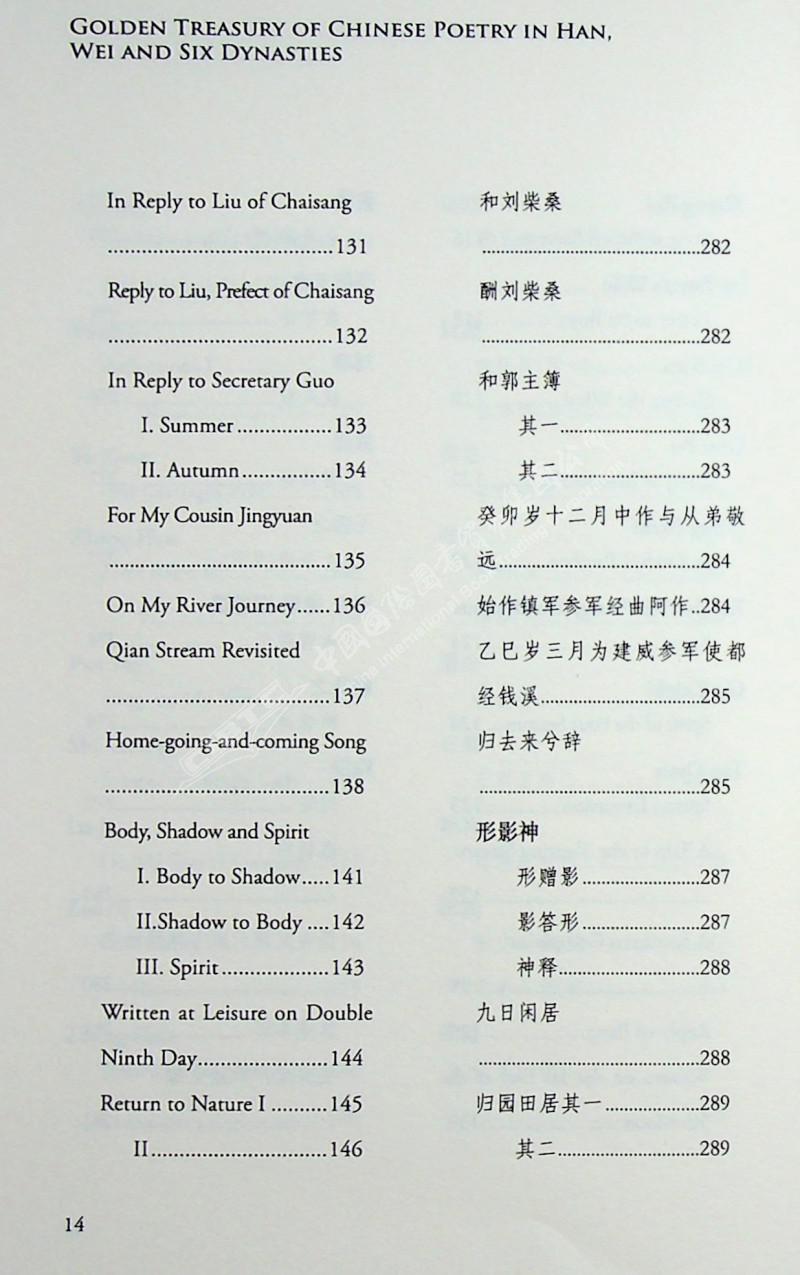 GOLDEN TREASURY OF CHINESE POETRY IN HAN,
WEI AND SIX DYNASTIES
In Reply to Liu of Chaisang
........................................131
Reply to Liu, Prefect of Chaisang
........................................132
In Reply to Secretary Guo
I. Summer.................133
II. Autumn................134
For My Cousin Jingyuan
........................................135
On My River Journey......136
Qian Stream Revisited
........................................137
Home-going-and-coming Song
........................................138
Body, Shadow and Spirit
I. Body to Shadow.....141
II.Shadow to Body ....142
III. Spirit...................143
Written at Leisure on Double
Ninth Day.......................144
Return to Nature I ..........145
II...............................146
和刘柴桑
........................................282
酬刘柴桑
........................................282
和郭主簿
其一..........................283
其二..........................283
癸卯岁十二月中作与从弟敬
远.....................................284
始作镇军参军经曲阿作..284
乙巳岁三月为建威参军使都
经钱溪.............................285
归去来兮辞
........................................285
形影神
形赠影......................287
影答形......................287
神释..........................288
九日闲居
........................................288
归园田居其一.................289
其二..........................289
14
中国国际图书
China International B